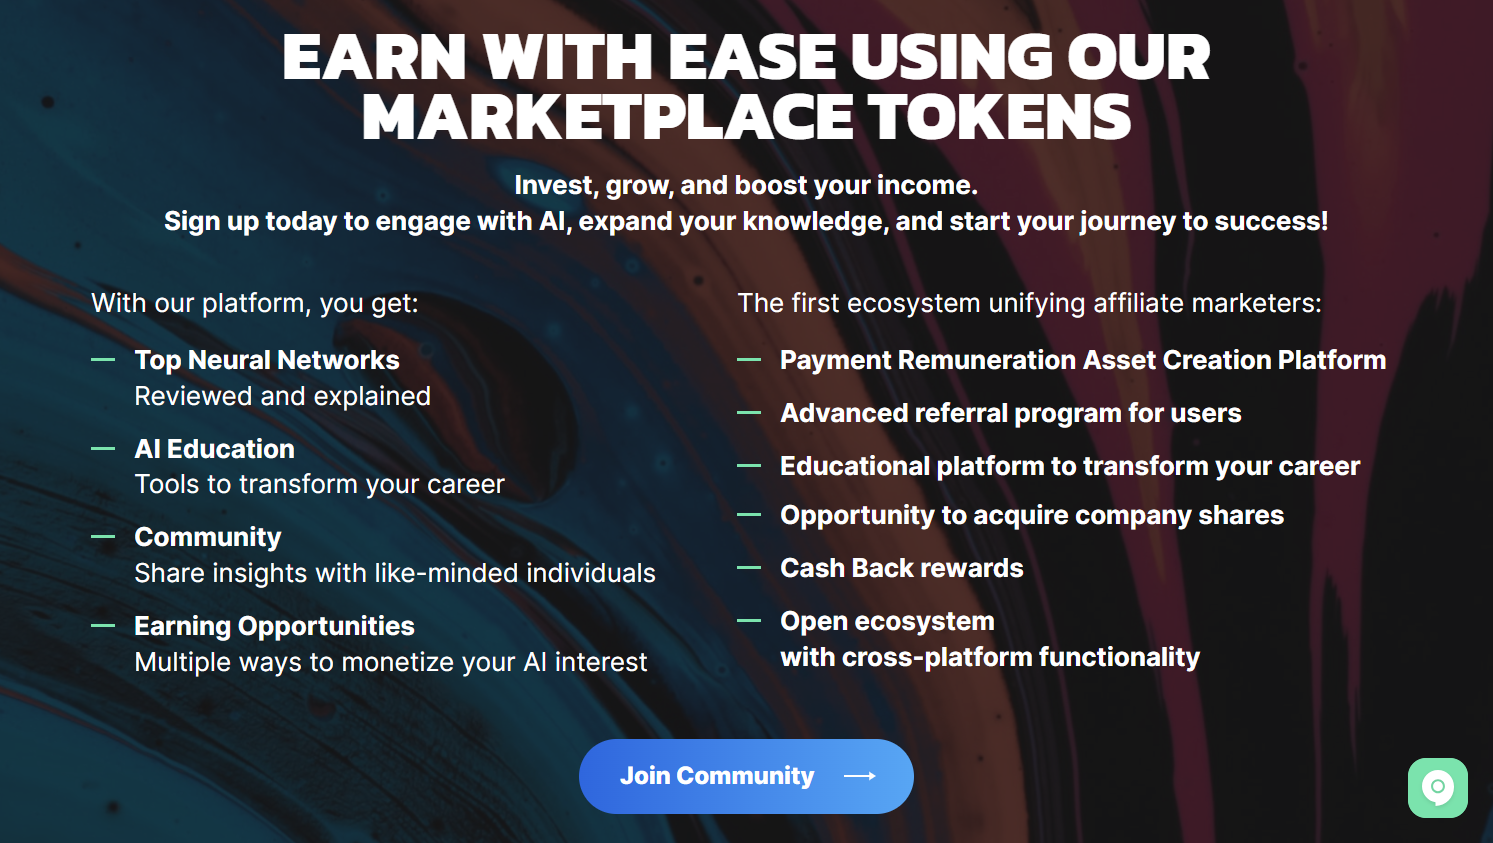 EARN WITH EASE USING OUR
MARKETPLACE TOKENS
Invest, grow, and boost your income.
Sign up today to engage with AI, expand your knowledge, and start your journey to success!
With our platform, you get:
Top Neural Networks
Reviewed and explained
AI Education
Tools to transform your career
Community
Share insights with like-minded individuals
Earning Opportunities
Multiple ways to monetize your AI interest
The first ecosystem unifying affiliate marketers:
Payment Remuneration Asset Creation Platform
Advanced referral program for users
Educational platform to transform your career
Opportunity to acquire company shares
Cash Back rewards
Open ecosystem
with cross-platform functionality
Join Community